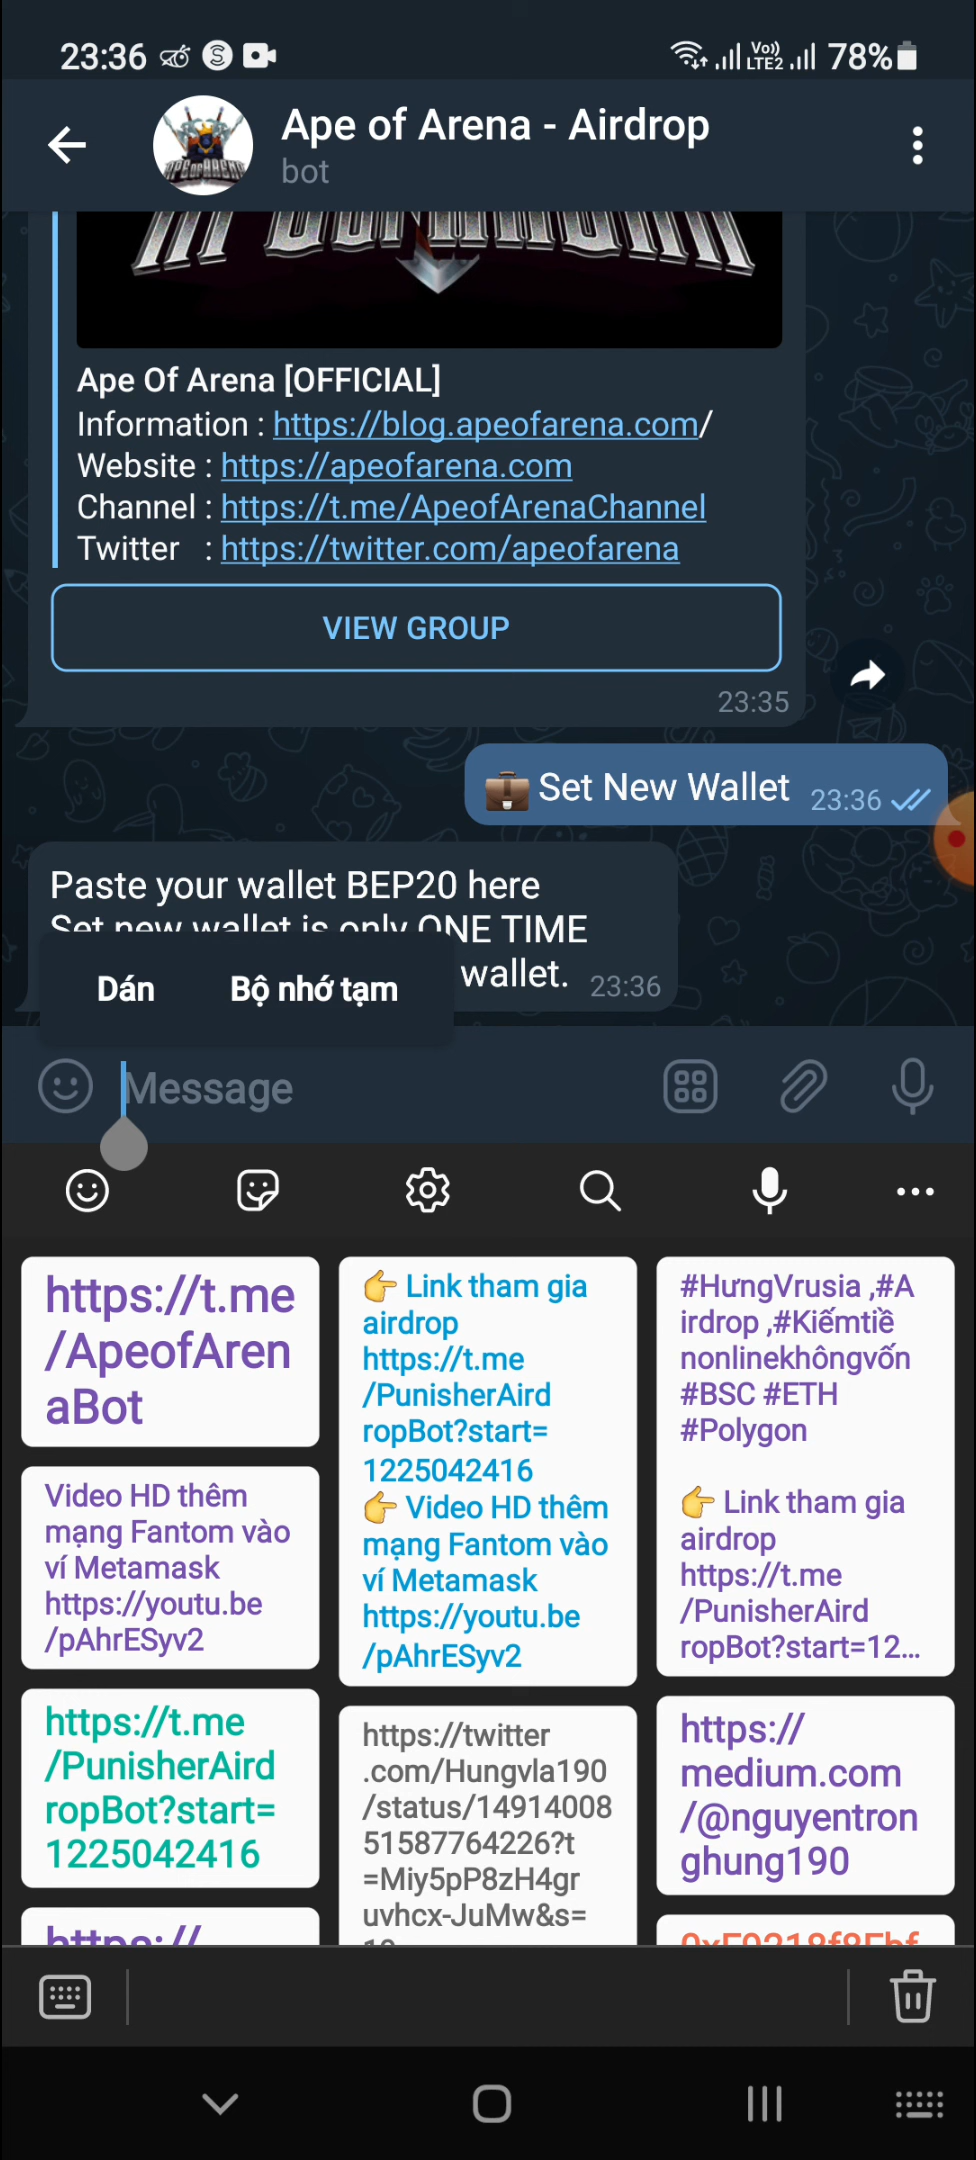 23:36
Vo))
LTE2
78%
Ape of Arena - Airdrop
bot
Ape Of Arena [OFFICIAL]
Information : https://blog.apeofarena.com/
Website : https://apeofarena.com
Channel : https://t.me/ApeofArenaChannel
Twitter : https://twitter.com/apeofarena
VIEW GROUP
23:35
Set New Wallet 23:36
Paste your wallet BEP20 here
Set new wallet is only ONE TIME
wallet. 23:36
Dán Bộ nhớ tạm
Message
https://t.me
/ApeofAren
aBot
Video HD thêm
mạng Fantom vào
ví Metamask
https://youtu.be
/pAhrESyv2
https://t.me
/PunisherAird
ropBot?start=
1225042416
https://
👉 Link tham gia
airdrop
https://t.me
/PunisherAird
ropBot?start=
1225042416
👉 Video HD thêm
mạng Fantom vào
ví Metamask
https://youtu.be
/pAhrESyv2
https://twitter
.com/Hungvla190
/status/14914008
51587764226?t
=Miy5pP8zH4gr
uvhcx-JuMw&s=
#HưngVrusia ,#A
irdrop ,#Kiếmtiề
nonlinekhôngvốn
#BSC #ETH
#Polygon
👉 Link tham gia
airdrop
https://t.me
/PunisherAird
ropBot?start=12...
https://
medium.com
/@nguyentron
ghung190